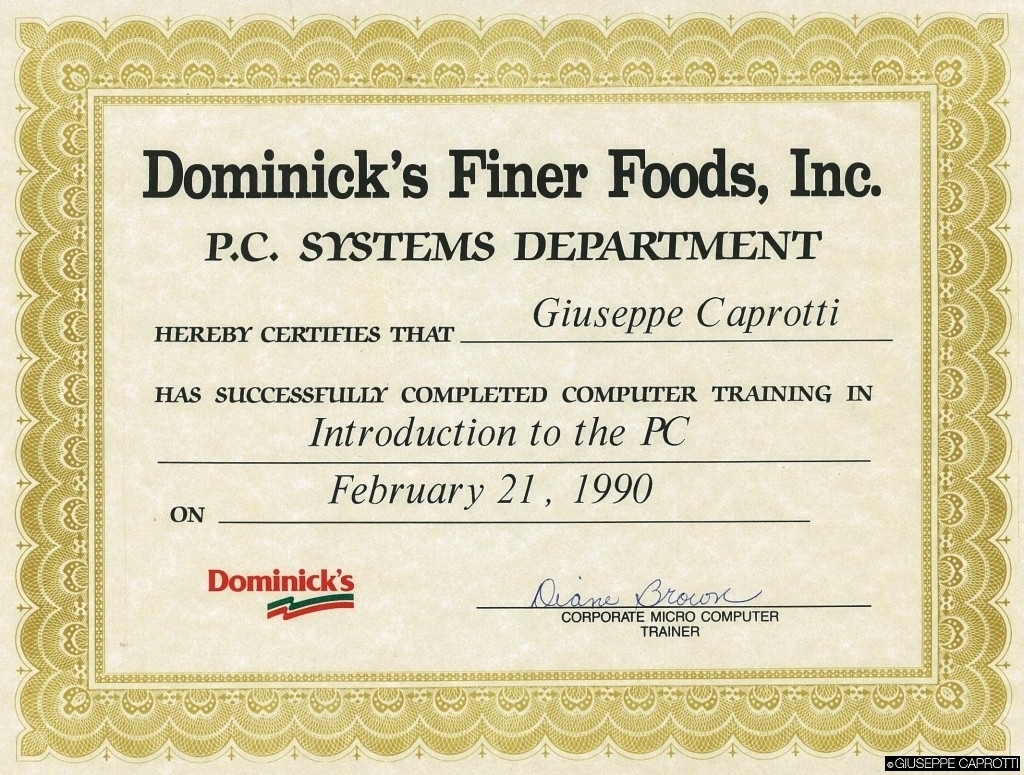 Dominick's Finer Foods, Inc.
P.C. SYSTEMS DEPARTMENT
HEREBY CERTIFIES THAT Giuseppe Caprotti
HAS SUCCESSFULLY COMPLETED COMPUTER TRAINING IN
Introduction to the PC
ON February 21, 1990
Dominick's
Diane Brown
CORPORATE MICRO COMPUTER
TRAINER
©GIUSEPPE CAPROTTI